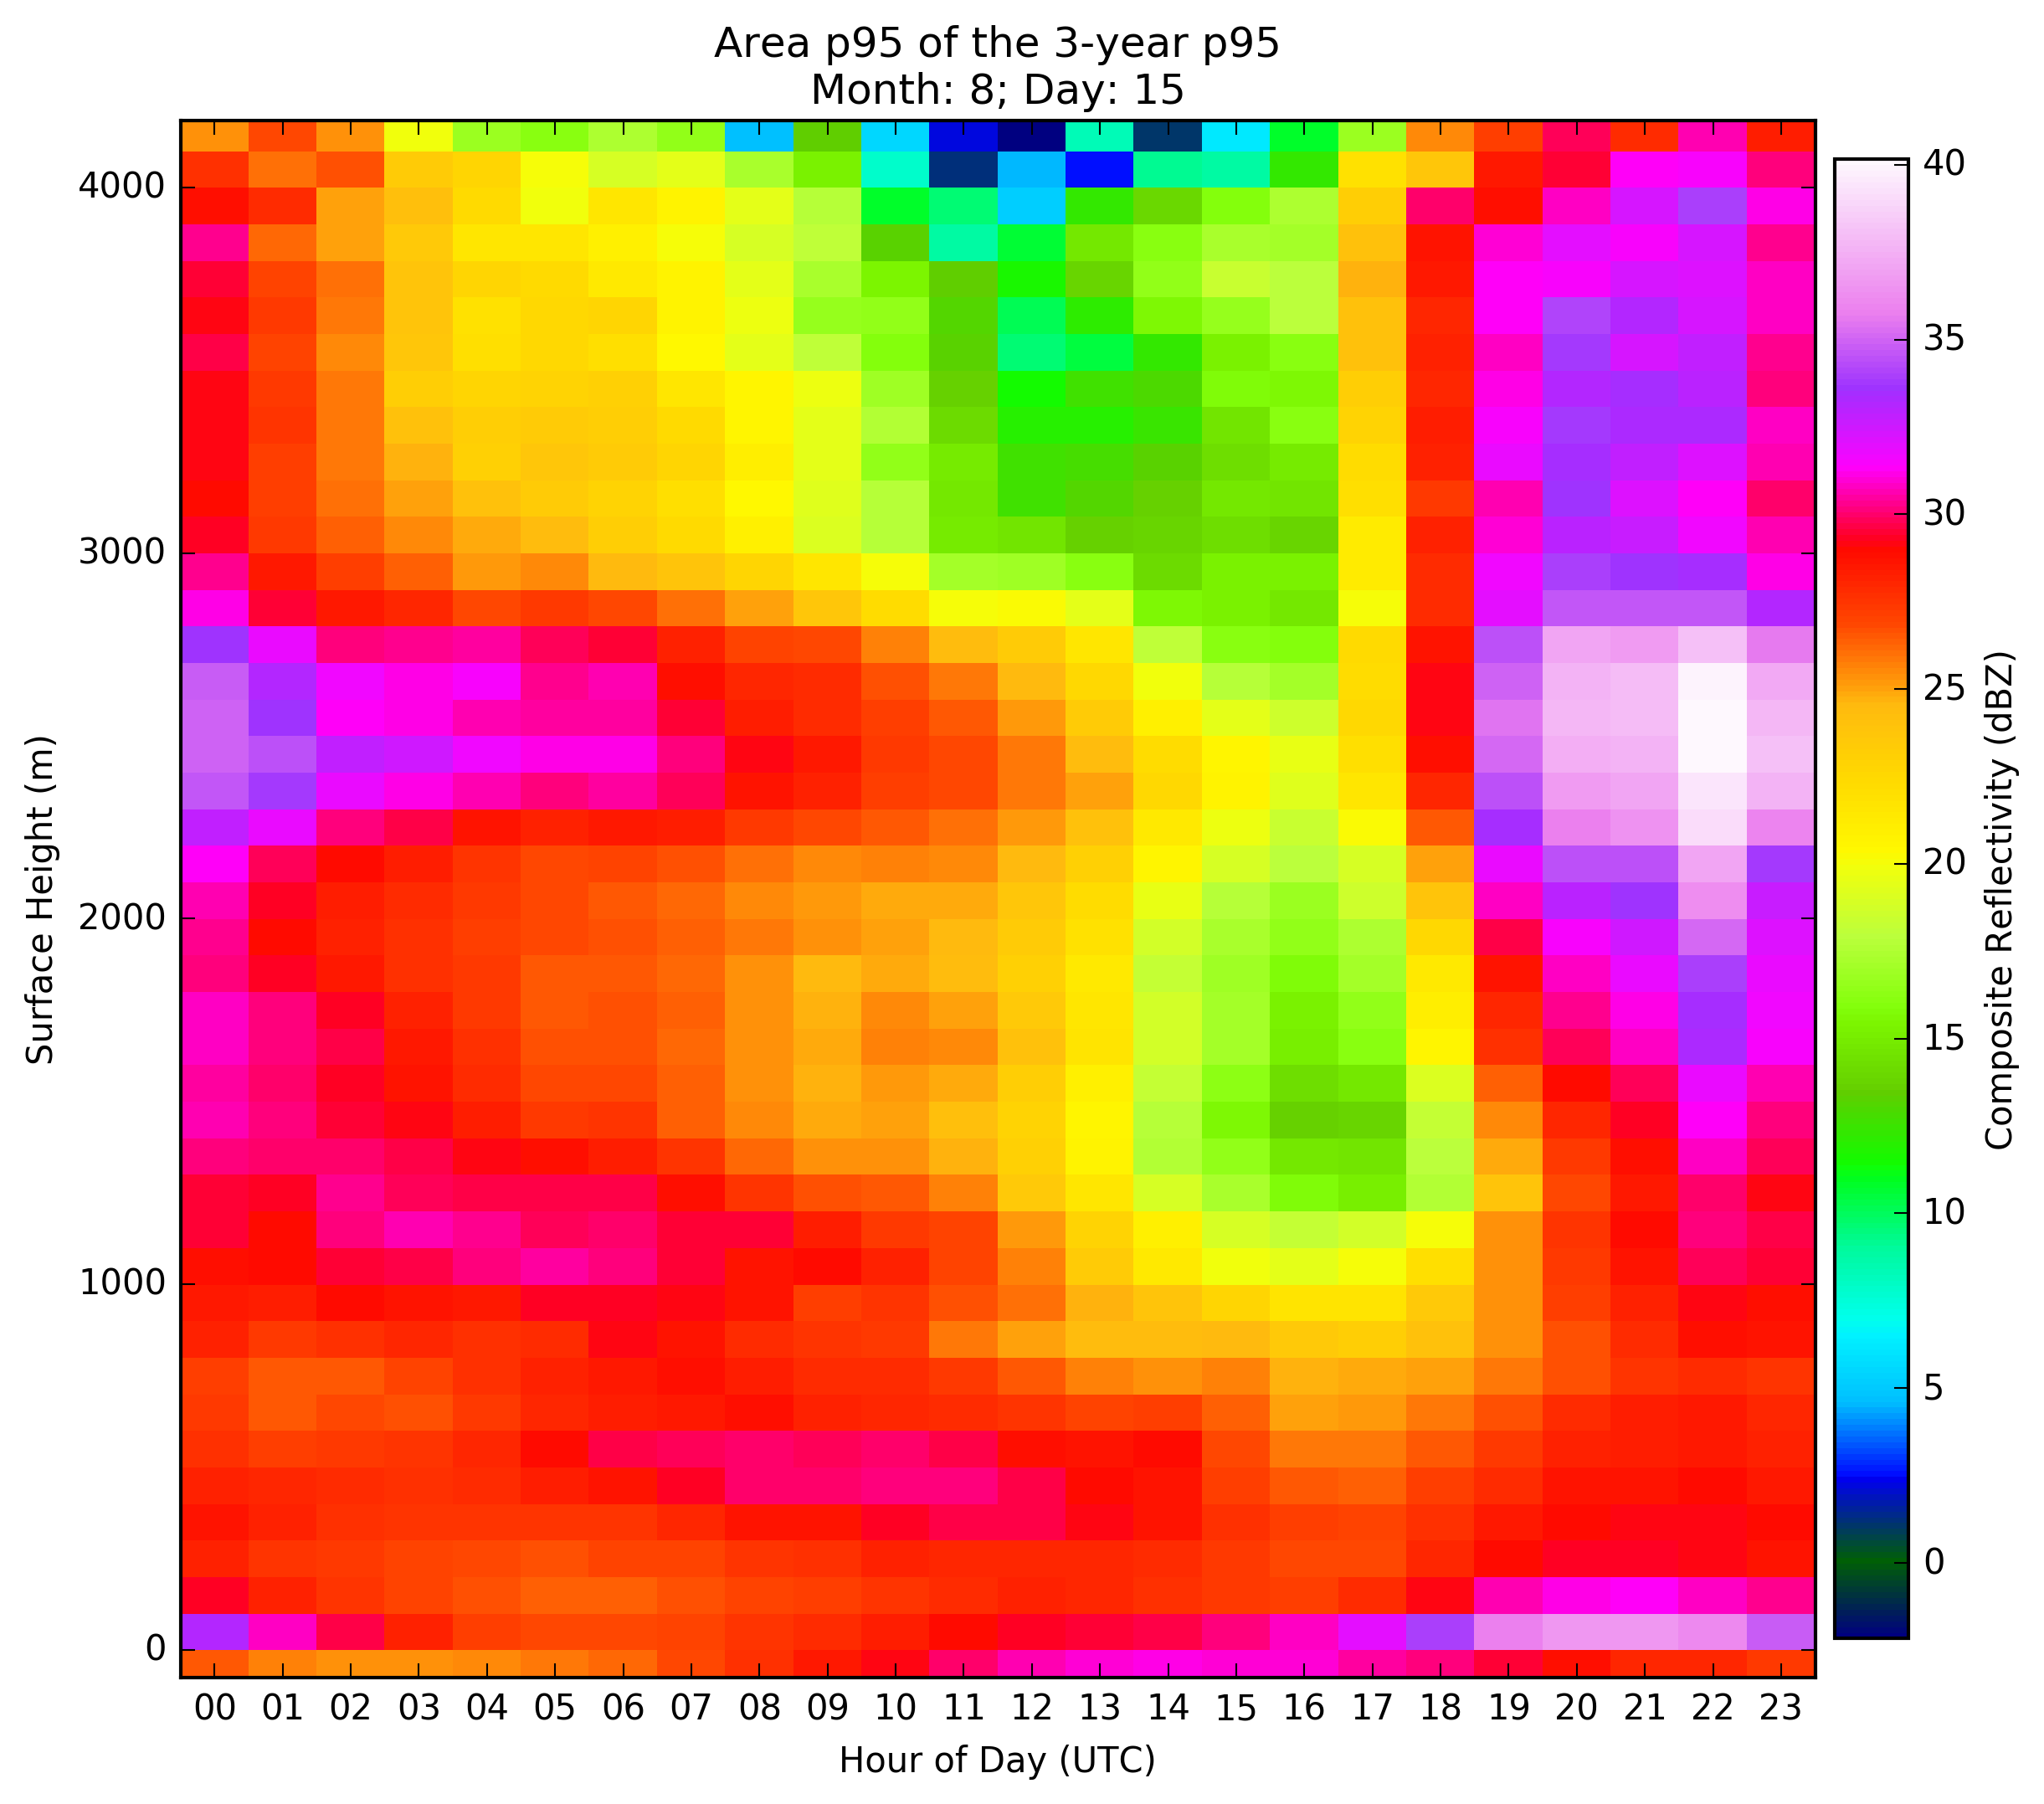 Area p95 of the 3-year p95
Month: 8; Day: 15
4000
3000
2000
1000
0
Surface Height (m)
00 01 02 03 04 05 06 07 08 09 10 11 12 13 14 15 16 17 18 19 20 21 22 23
Hour of Day (UTC)
40
35
30
25
20
15
10
5
0
Composite Reflectivity (dBZ)